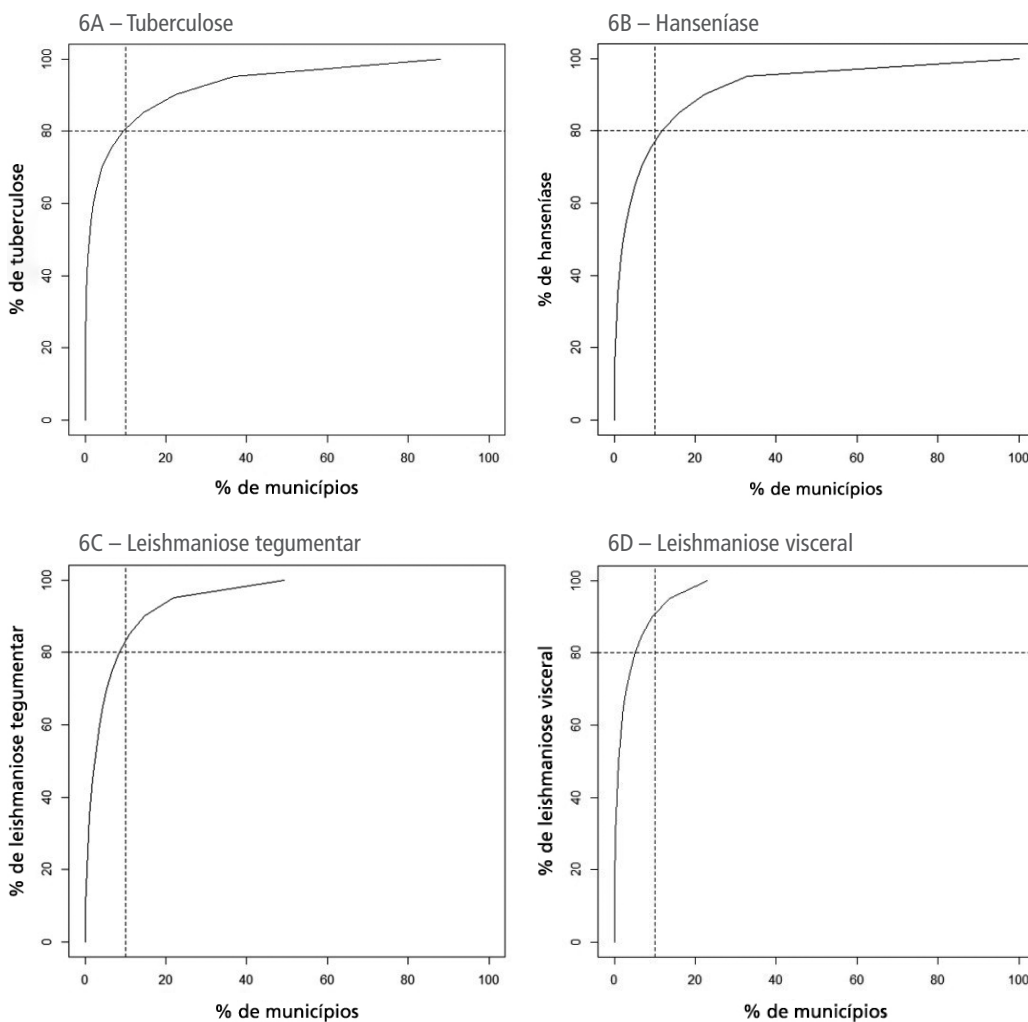 6A – Tuberculose
% de tuberculose
100
80
60
40
20
0
0 20 40 60 80 100
% de municípios
6B – Hanseníase
% de hanseníase
100
80
60
40
20
0
0 20 40 60 80 100
% de municípios
6C – Leishmaniose tegumentar
% de leishmaniose tegumentar
100
80
60
40
20
0
0 20 40 60 80 100
% de municípios
6D – Leishmaniose visceral
% de leishmaniose visceral
100
80
60
40
20
0
0 20 40 60 80 100
% de municípios